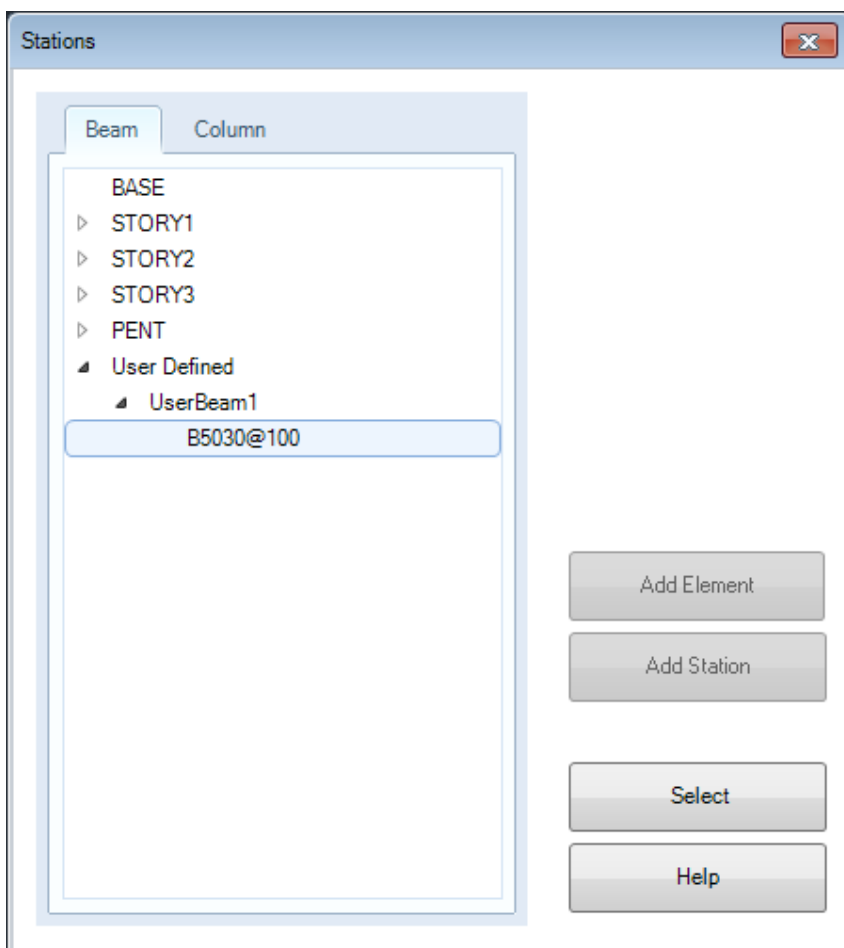 Stations
Beam Column
BASE
STORY1
STORY2
STORY3
PENT
User Defined
UserBeam1
B5030@100
Add Element
Add Station
Select
Help